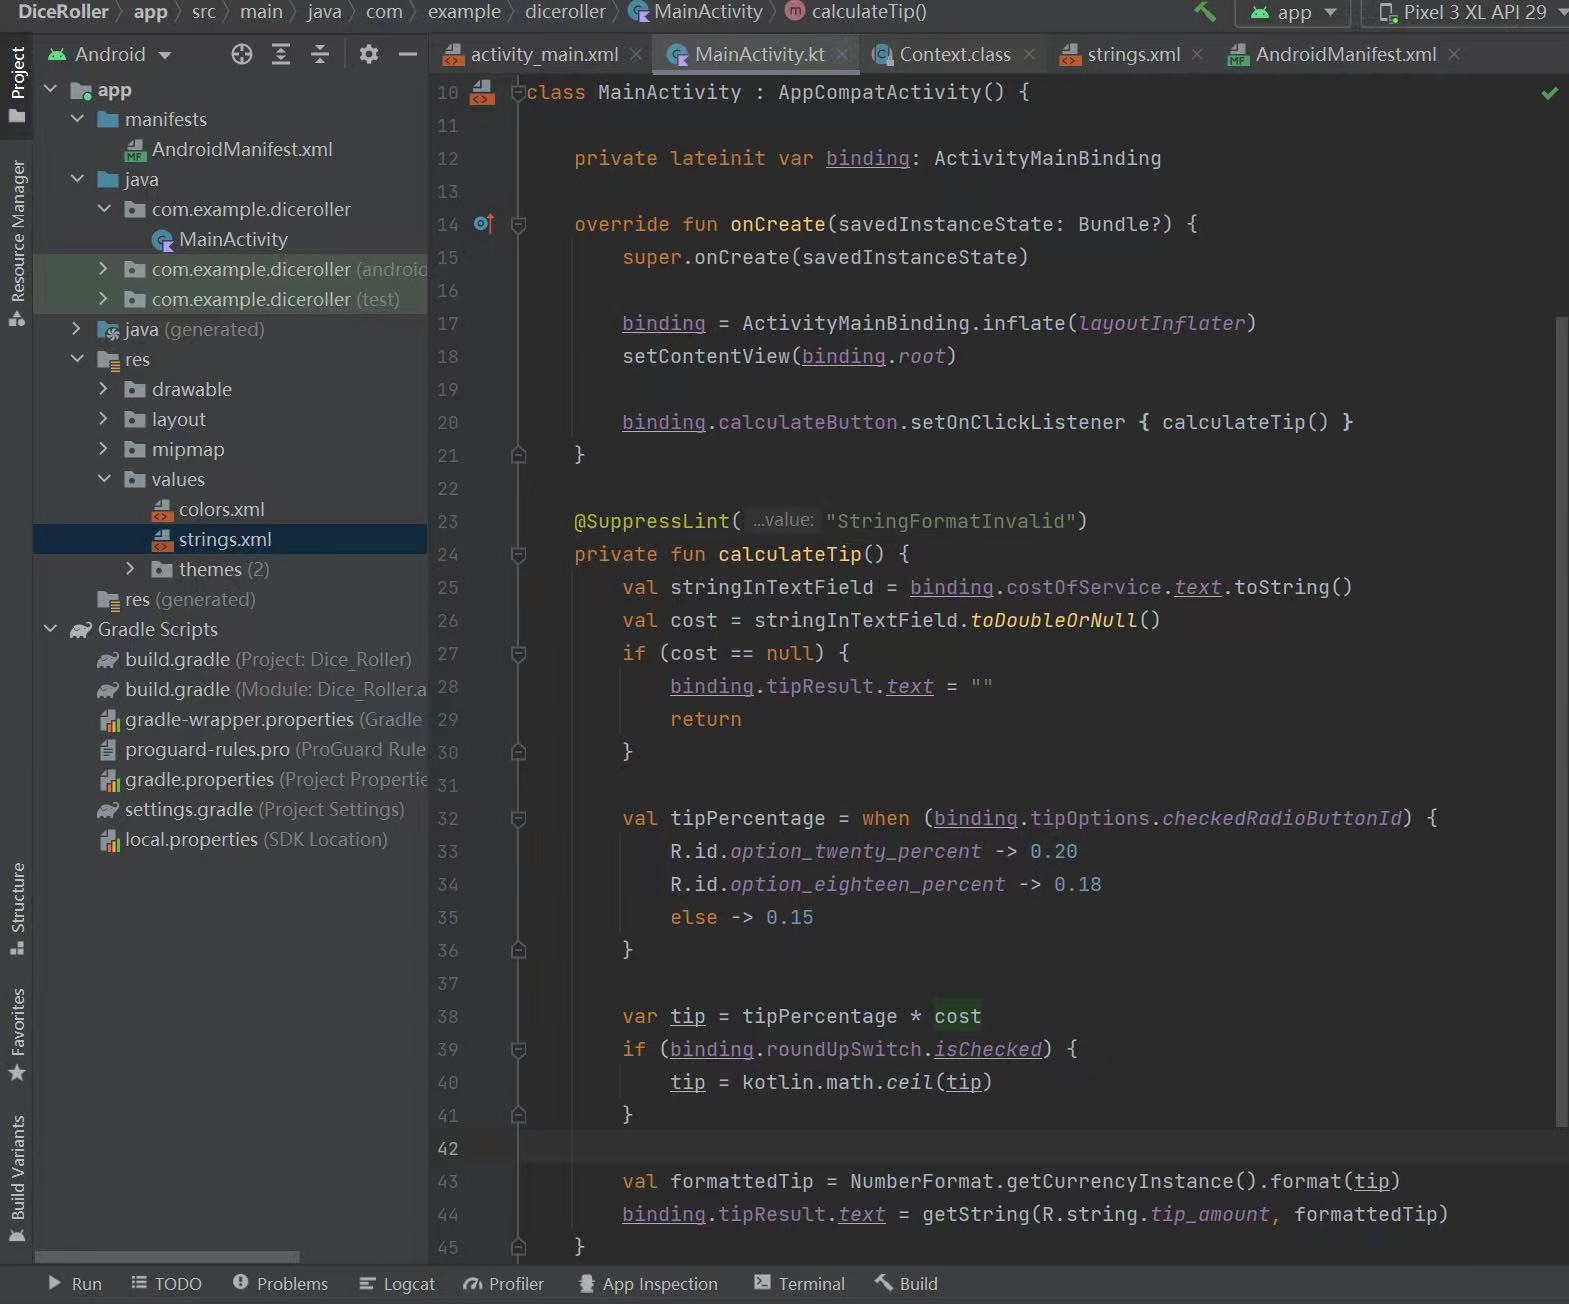 DiceRoller app src main java com example diceroller MainActivity calculateTip() app Pixel 3 XL API 29
Android
activity_main.xml MainActivity.kt Context.class strings.xml AndroidManifest.xml
Project
Resource Manager
Structure
Favorites
Build Variants
app
manifests
AndroidManifest.xml
java
com.example.diceroller
MainActivity
com.example.diceroller (androic
com.example.diceroller (test)
java (generated)
res
drawable
layout
mipmap
values
colors.xml
strings.xml
themes (2)
res (generated)
Gradle Scripts
build.gradle (Project: Dice_Roller)
build.gradle (Module: Dice_Roller.a
gradle-wrapper.properties (Gradle
proguard-rules.pro (ProGuard Rule
gradle.properties (Project Propertie
settings.gradle (Project Settings)
local.properties (SDK Location)
10 class MainActivity : AppCompatActivity() {
11
12 private lateinit var binding: ActivityMainBinding
13
14 override fun onCreate(savedInstanceState: Bundle?) {
15 super.onCreate(savedInstanceState)
16
17 binding = ActivityMainBinding.inflate(layoutInflater)
18 setContentView(binding.root)
19
20 binding.calculateButton.setOnClickListener { calculateTip() }
21 }
22
23 @SuppressLint( ...value: "StringFormatInvalid")
24 private fun calculateTip() {
25 val stringInTextField = binding.costOfService.text.toString()
26 val cost = stringInTextField.toDoubleOrNull()
27 if (cost == null) {
28 binding.tipResult.text = ""
29 return
30 }
31
32 val tipPercentage = when (binding.tipOptions.checkedRadioButtonId) {
33 R.id.option_twenty_percent -> 0.20
34 R.id.option_eighteen_percent -> 0.18
35 else -> 0.15
36 }
37
38 var tip = tipPercentage * cost
39 if (binding.roundUpSwitch.isChecked) {
40 tip = kotlin.math.ceil(tip)
41 }
42
43 val formattedTip = NumberFormat.getCurrencyInstance().format(tip)
44 binding.tipResult.text = getString(R.string.tip_amount, formattedTip)
45 }
Run TODO Problems Logcat Profiler App Inspection Terminal Build